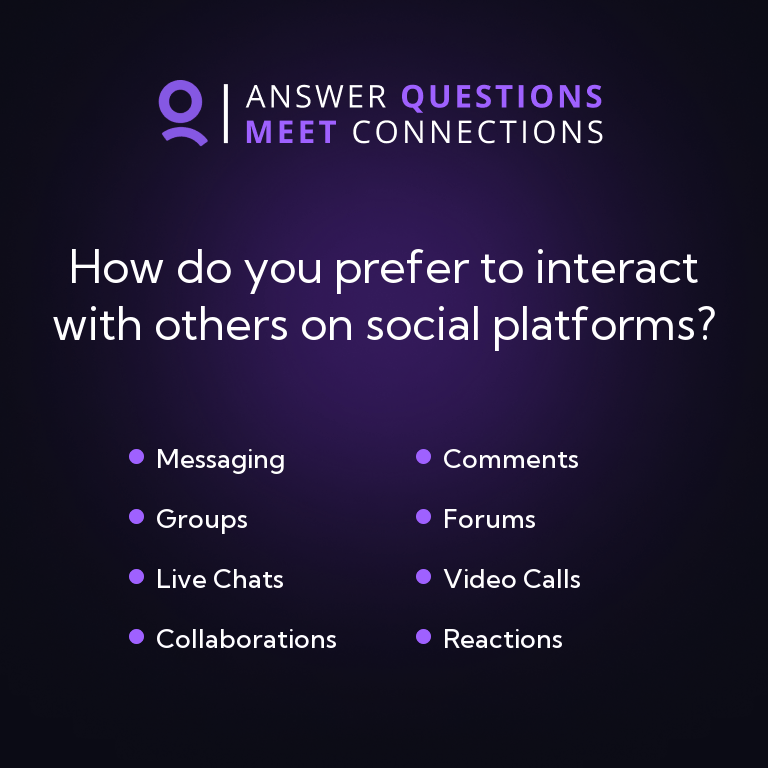 ANSWER QUESTIONS
MEET CONNECTIONS
How do you prefer to interact
with others on social platforms?
Messaging
Groups
Live Chats
Collaborations
Comments
Forums
Video Calls
Reactions